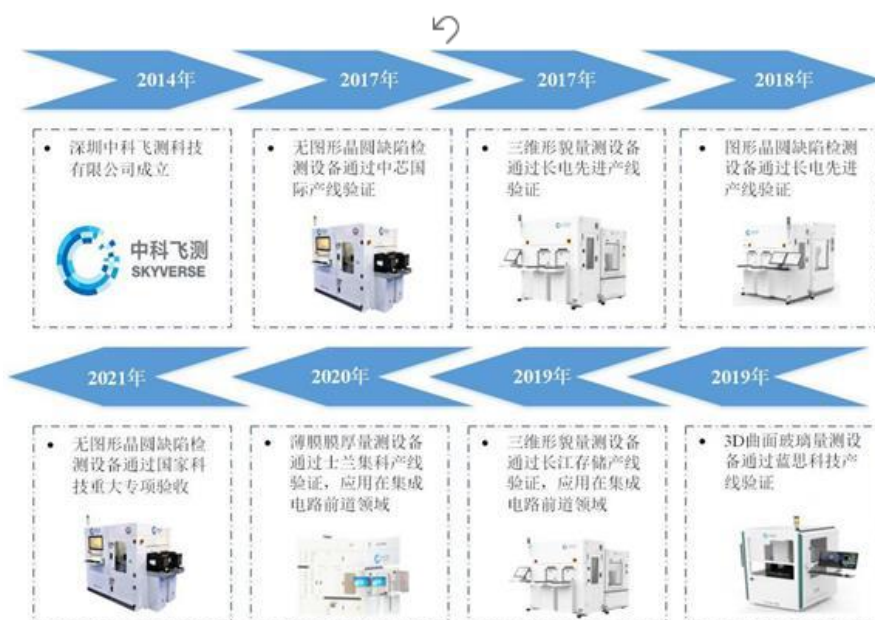 2014年
2017年
2017年
2018年
• 深圳中科飞测科技
有限公司成立
中科飞测
SKYVERSE
• 无图形晶圆缺陷检
测设备通过中芯国
际产线验证
• 三维形貌量测设备
通过长电先进产线
验证
• 图形晶圆缺陷检测
设备通过长电先进
产线验证
2021年
2020年
2019年
2019年
• 无图形晶圆缺陷检
测设备通过国家科
技重大专项验收
• 薄膜膜厚量测设备
通过士兰集科产线
验证，应用在集成
电路前道领域
• 三维形貌量测设备
通过长江存储产线
验证，应用在集成
电路前道领域
• 3D曲面玻璃量测设
备通过蓝思科技产
线验证